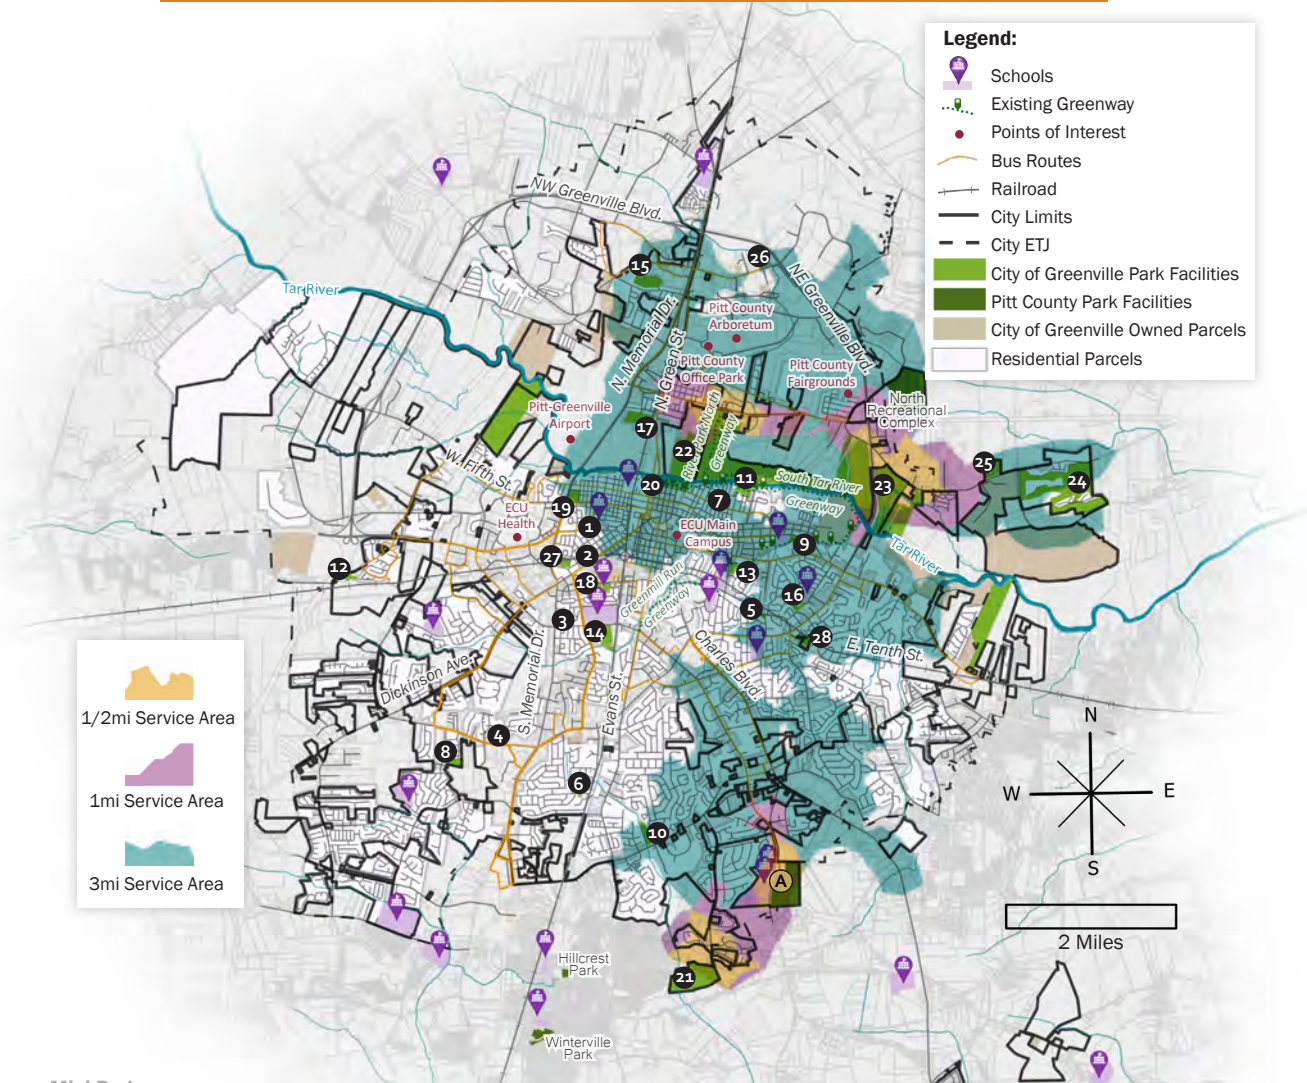 Legend:
Schools
Existing Greenway
Points of Interest
Bus Routes
Railroad
City Limits
City ETJ
City of Greenville Park Facilities
Pitt County Park Facilities
City of Greenville Owned Parcels
Residential Parcels
NW Greenville Blvd.
15
26
Tar River
NE Greenville Blvd.
N. Memorial Dr.
N. Green St.
Pitt County
Arboretum
Pitt County
Office Park
Pitt County
Fairgrounds
North
Recreational
Complex
Pitt-Greenville
Airport
17
22
River Park North
Greenway
W. Fifth St.
25
24
20
11
South Tar River
Greenway
23
7
19
ECU
Health
1
ECU Main
Campus
9
Tar River
27
2
12
18
13
Greenmill Run
Greenway
16
5
3
14
28
E. Tenth St.
Charles Blvd.
Dickinson Ave.
S. Memorial Dr.
Evans St.
4
8
6
10
A
21
1/2mi Service Area
1mi Service Area
3mi Service Area
N
W
E
S
2 Miles
Hillcrest
Park
Winterville
Park